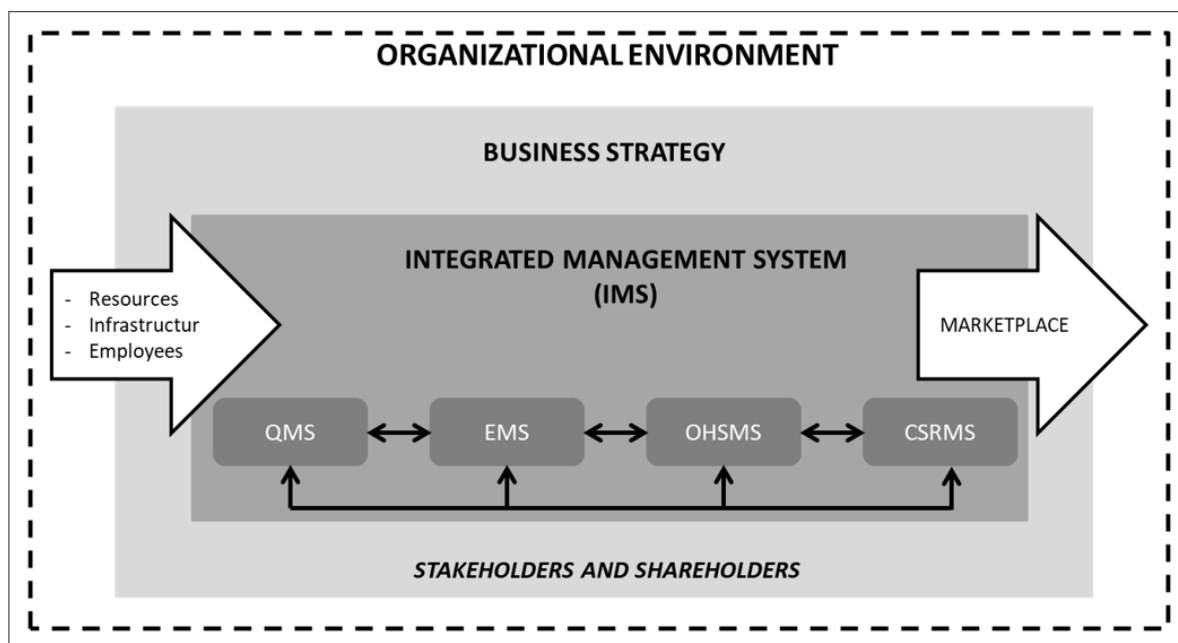 ORGANIZATIONAL ENVIRONMENT
BUSINESS STRATEGY
INTEGRATED MANAGEMENT SYSTEM
(IMS)
- Resources
- Infrastructur
- Employees
MARKETPLACE
QMS
EMS
OHSMS
CSRMS
STAKEHOLDERS AND SHAREHOLDERS